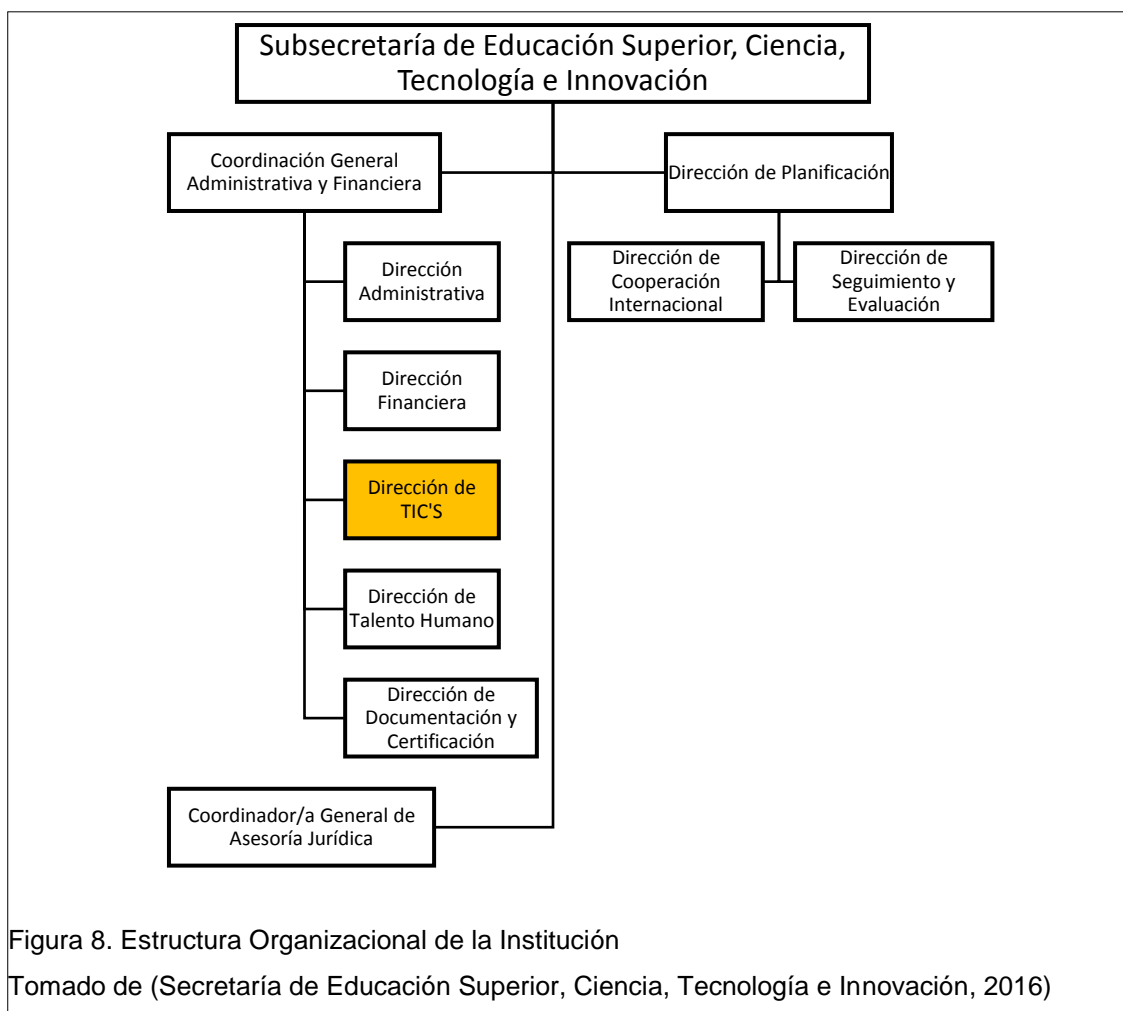 Subsecretaría de Educación Superior, Ciencia,
Tecnología e Innovación
Coordinación General
Administrativa y Financiera
Dirección de Planificación
Dirección
Administrativa
Dirección de
Cooperación
Internacional
Dirección de
Seguimiento y
Evaluación
Dirección
Financiera
Dirección de
TIC'S
Dirección de
Talento Humano
Dirección de
Documentación y
Certificación
Coordinador/a General de
Asesoría Jurídica
Figura 8. Estructura Organizacional de la Institución
Tomado de (Secretaría de Educación Superior, Ciencia, Tecnología e Innovación, 2016)